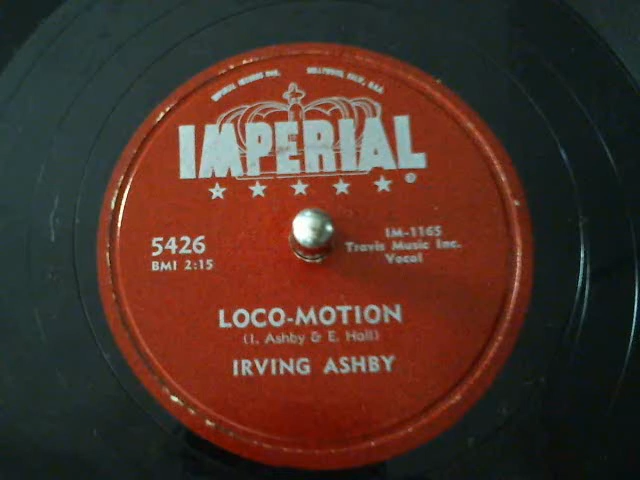 IMPERIAL
5426
BMI 2:15
IM-1165
Travis Music Inc.
Vocal
LOCO-MOTION
(I. Ashby & E. Hall)
IRVING ASHBY